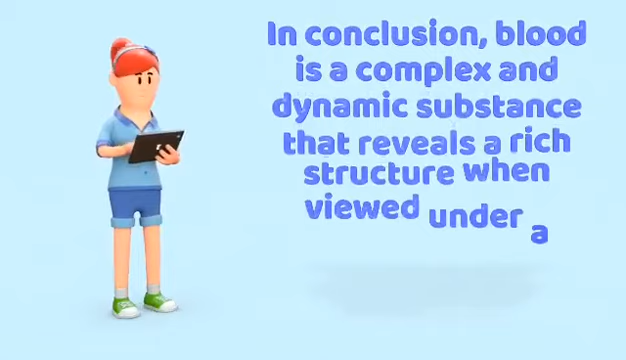 In conclusion, blood
is a complex and
dynamic substance
that reveals a rich
structure when
viewed under a